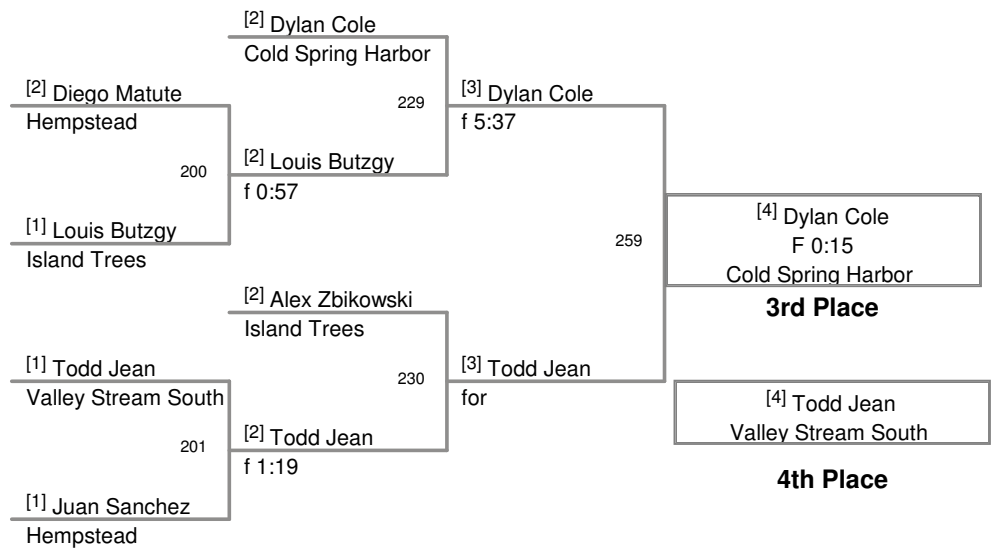 [2] Dylan Cole
Cold Spring Harbor
[2] Diego Matute
Hempstead
229
[3] Dylan Cole
f 5:37
200
[2] Louis Butzgy
f 0:57
[1] Louis Butzgy
Island Trees
259
[4] Dylan Cole
F 0:15
Cold Spring Harbor
3rd Place
[2] Alex Zbikowski
Island Trees
[1] Todd Jean
Valley Stream South
230
[3] Todd Jean
for
[4] Todd Jean
Valley Stream South
4th Place
201
[2] Todd Jean
f 1:19
[1] Juan Sanchez
Hempstead